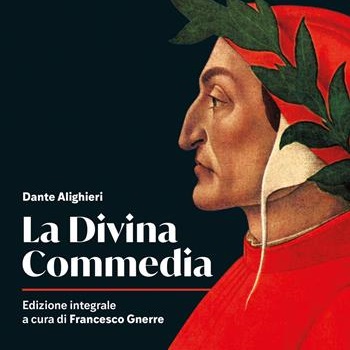 Dante Alighieri
La Divina
Commedia
Edizione integrale
a cura di Francesco Gnerre